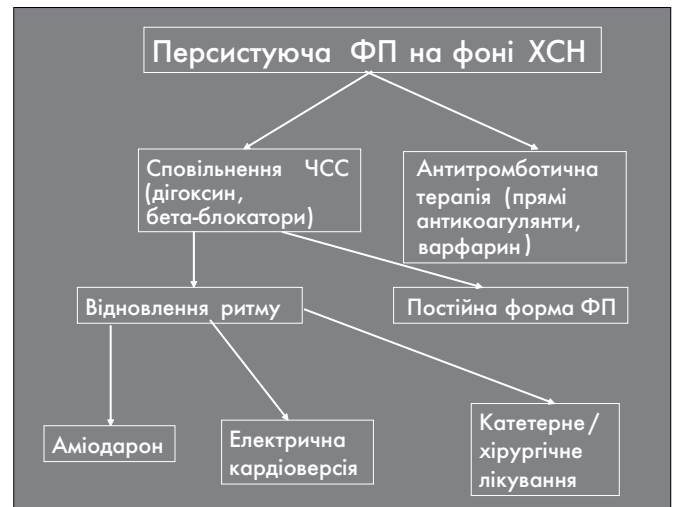 Персистуюча ФП на фоні ХСН
Сповільнення ЧСС
(дігоксин,
бета-блокатори)
Антитромботична
терапія (прямі
антикоагулянти,
варфарин)
Відновлення ритму
Постійна форма ФП
Аміодарон
Електрична
кардіоверсія
Катетерне/
хірургічне
лікування